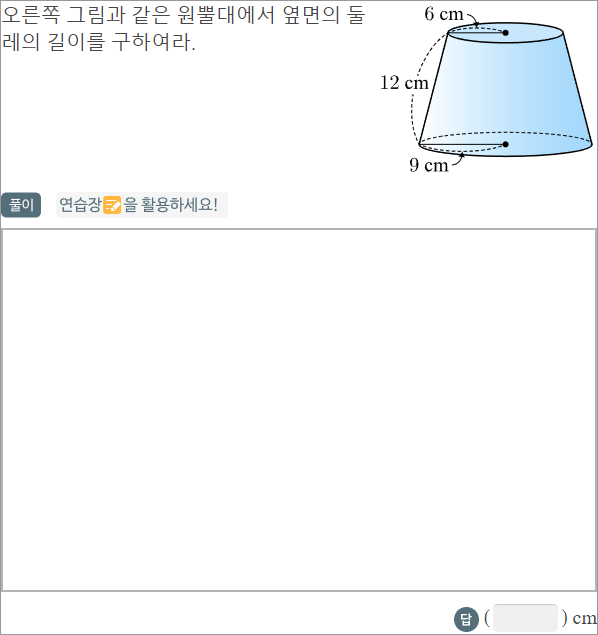 오른쪽 그림과 같은 원뿔대에서 옆면의 둘
레의 길이를 구하여라.
6 cm
12 cm
9 cm
풀이 연습장을 활용하세요!
답 ( ) cm